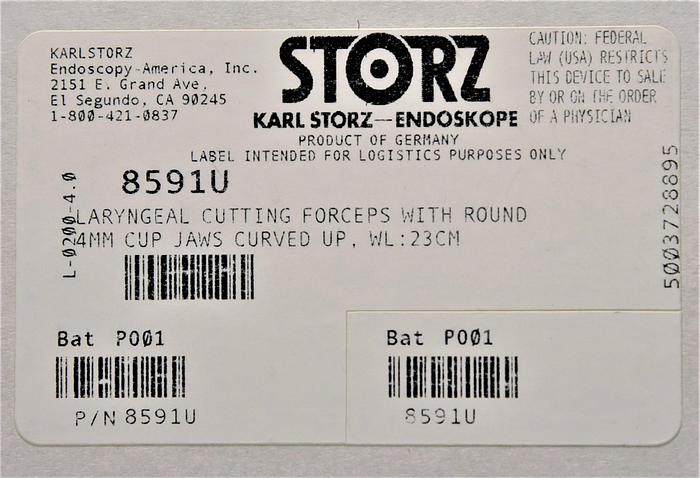 KARLSTORZ
Endoscopy-America, Inc.
2151 E. Grand Ave,
El Segundo, CA 90245
1-800-421-0837
STORZ
KARL STORZ—ENDOSKOPE
CAUTION: FEDERAL
LAW (USA) RESTRICTS
THIS DEVICE TO SALE
BY OR ON THE ORDER
OF A PHYSICIAN
PRODUCT OF GERMANY
LABEL INTENDED FOR LOGISTICS PURPOSES ONLY
8591U
L-0200-4.0
LARYNGEAL CUTTING FORCEPS WITH ROUND
4MM CUP JAWS CURVED UP, WL:23CM
5003728895
Bat P001
P/N 8591U
Bat P001
8591U